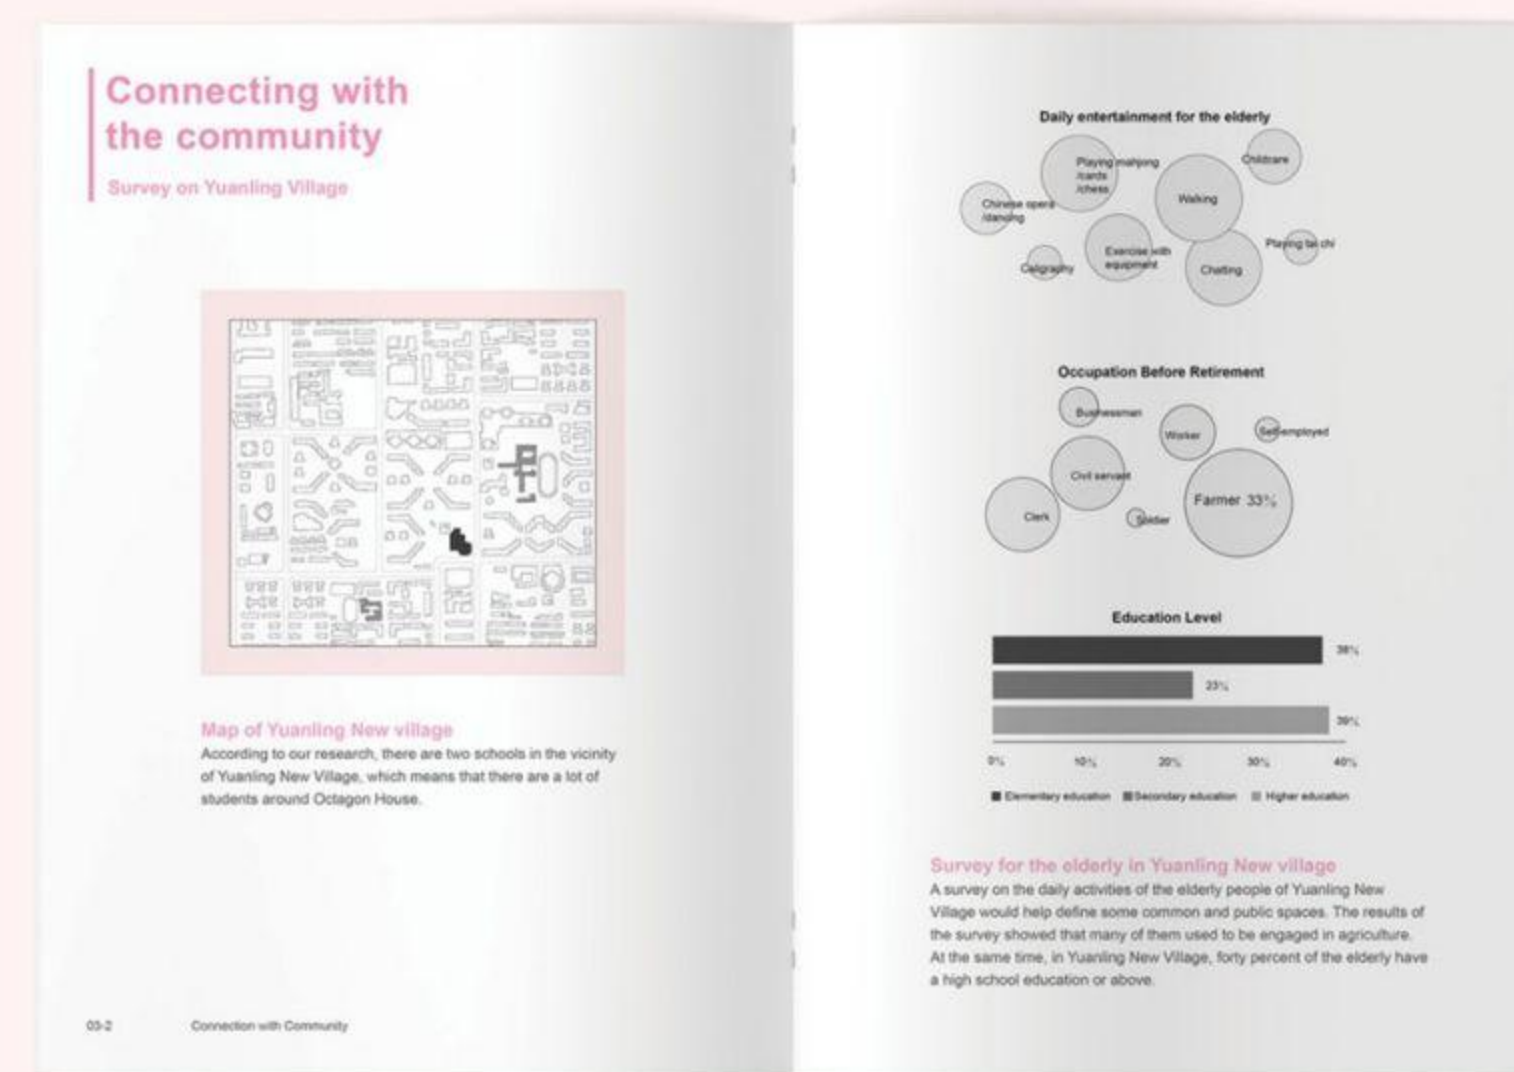 Connecting with
the community
Survey on Yuanling Village
Map of Yuanling New village
According to our research, there are two schools in the vicinity
of Yuanling New Village, which means that there are a lot of
students around Octagon House.
03-2
Connection with Community
Daily entertainment for the elderly
Playing mahjong
/cards
/chess
Childcare
Walking
Chinese opera
/dancing
Playing tai chi
Exercise with
equipment
Caligraphy
Chatting
Occupation Before Retirement
Businessman
Worker
Self-employed
Civil servant
Farmer 33%
Clerk
Soldier
Education Level
38%
23%
39%
0% 10% 20% 30% 40%
Elementary education Secondary education Higher education
Survey for the elderly in Yuanling New village
A survey on the daily activities of the elderly people of Yuanling New
Village would help define some common and public spaces. The results of
the survey showed that many of them used to be engaged in agriculture.
At the same time, in Yuanling New Village, forty percent of the elderly have
a high school education or above.